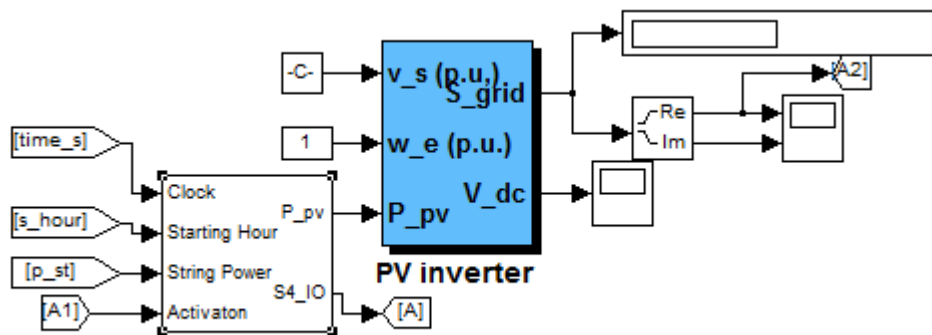 -C-
v_s (p.u,)
S_grid
[A2]
Re
Im
[time_s]
1
w_e (p.u.)
V_dc
Clock
P_pv
P_pv
[s_hour]
Starting Hour
[p_st]
String Power
PV inverter
S4_IO
[A]
[A1]
Activaton